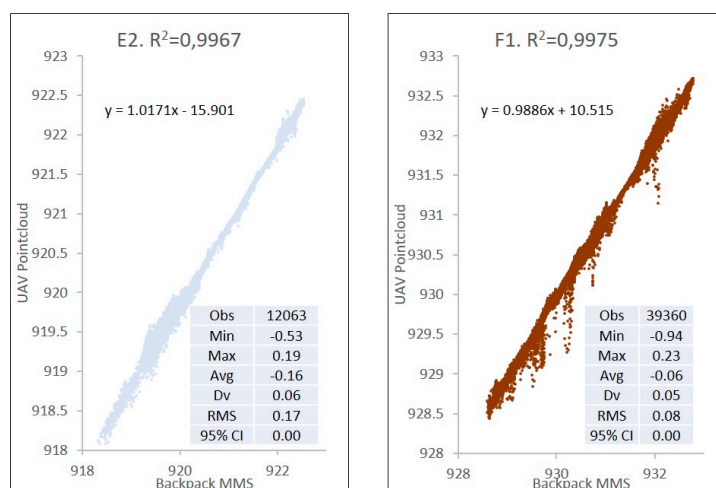 E2. R²=0,9967
923
922.5
922
921.5
921
920.5
920
919.5
919
918.5
918
UAV Pointcloud
y = 1.0171x - 15.901
Obs 12063
Min -0.53
Max 0.19
Avg -0.16
Dv 0.06
RMS 0.17
95% CI 0.00
918 920 922
Backpack MMS
F1. R²=0,9975
933
932.5
932
931.5
931
930.5
930
929.5
929
928.5
928
UAV Pointcloud
y = 0.9886x + 10.515
Obs 39360
Min -0.94
Max 0.23
Avg -0.06
Dv 0.05
RMS 0.08
95% CI 0.00
928 930 932
Backpack MMS